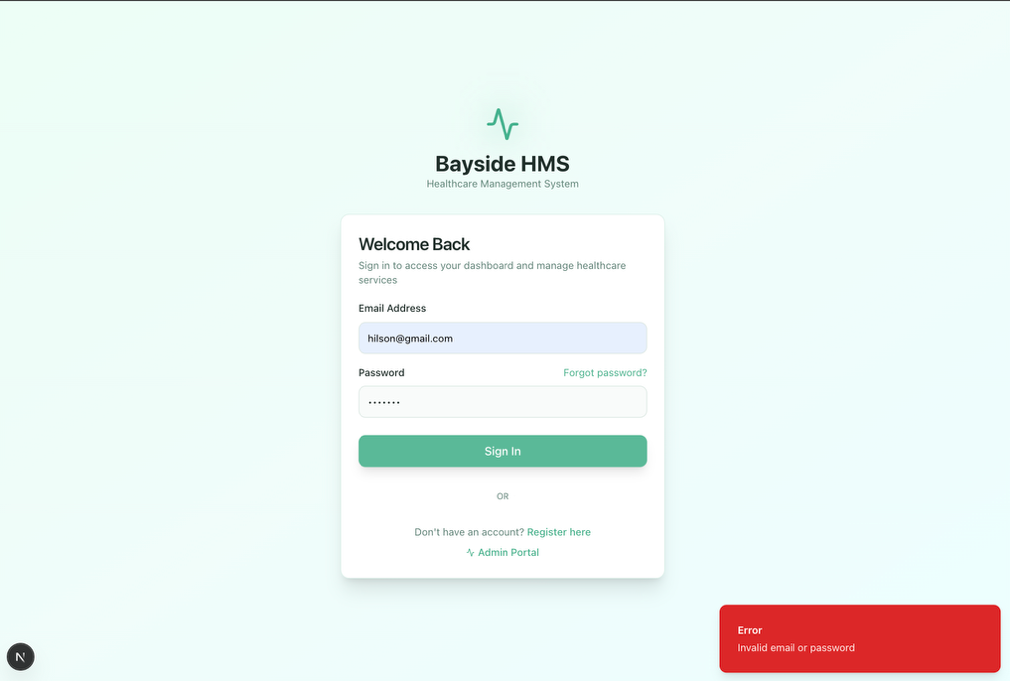 Bayside HMS
Healthcare Management System
Welcome Back
Sign in to access your dashboard and manage healthcare
services
Email Address
hilson@gmail.com
Password
Forgot password?
•••••••
Sign In
OR
Don't have an account? Register here
Admin Portal
Error
Invalid email or password
N